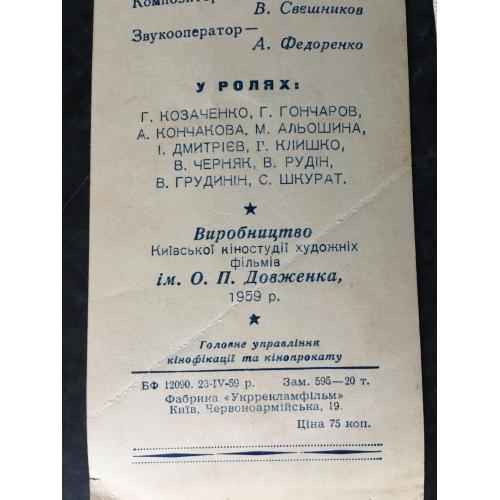 Композитор—
В. Свєшников
Звукооператор—
А. Федоренко
У РОЛЯХ:
Г. КОЗАЧЕНКО, Г. ГОНЧАРОВ,
А. КОНЧАКОВА, М. АЛЬОШИНА,
І. ДМИТРІЄВ, Г. КЛИШКО,
В. ЧЕРНЯК, В. РУДІН,
В. ГРУДИНІН, С. ШКУРАТ.
Виробництво
Київської кіностудії художніх
фільмів
ім. О. П. Довженка,
1959 р.
Головне управління
кінофікації та кінопрокату
БФ 12090. 23-IV-59 р. Зам. 595—20 т.
Фабрика «Укррекламфільм»
Київ, Червоноармійська, 19.
Ціна 75 коп.